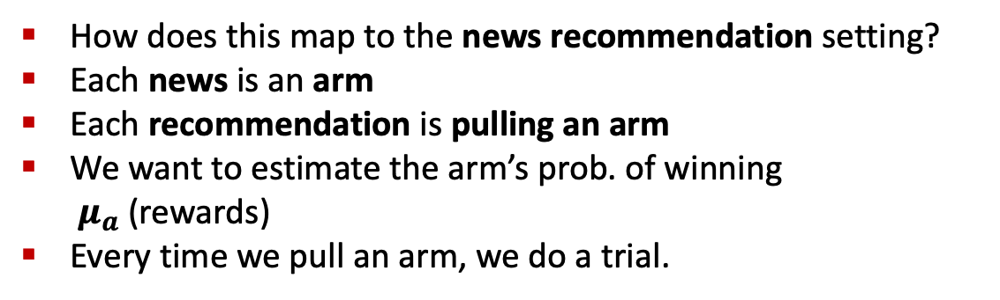 ▪ How does this map to the news recommendation setting?
▪ Each news is an arm
▪ Each recommendation is pulling an arm
▪ We want to estimate the arm’s prob. of winning
μₐ (rewards)
▪ Every time we pull an arm, we do a trial.